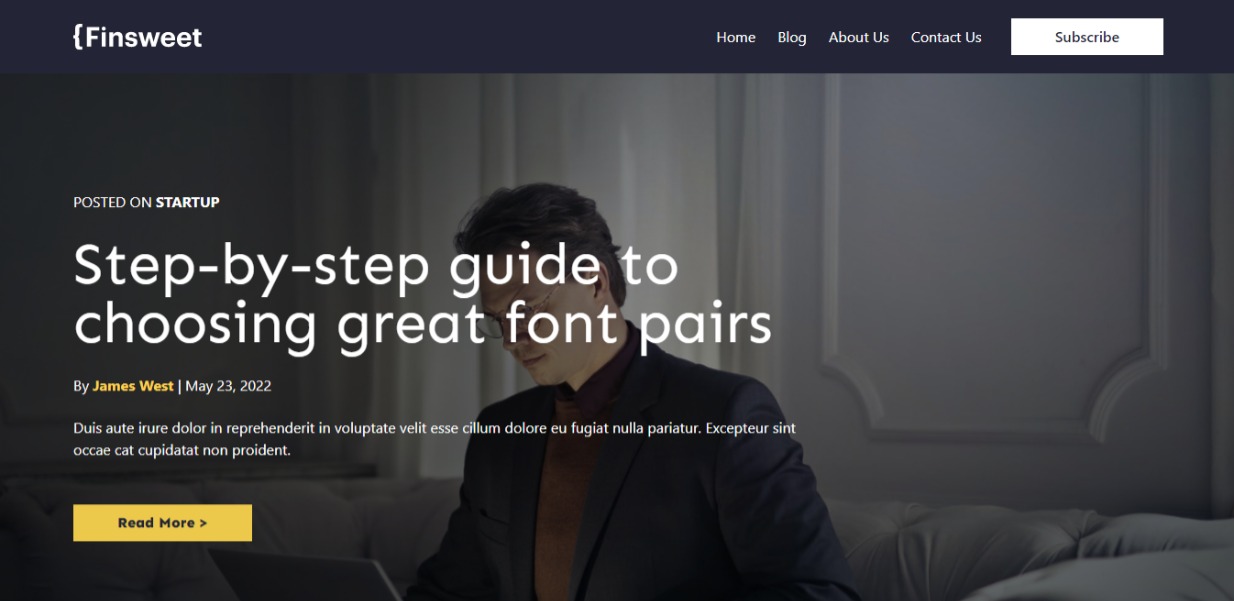 {Finsweet
Home Blog About Us Contact Us Subscribe
POSTED ON STARTUP
Step-by-step guide to
choosing great font pairs
By James West | May 23, 2022
Duis aute irure dolor in reprehenderit in voluptate velit esse cillum dolore eu fugiat nulla pariatur. Excepteur sint
occae cat cupidatat non proident.
Read More >